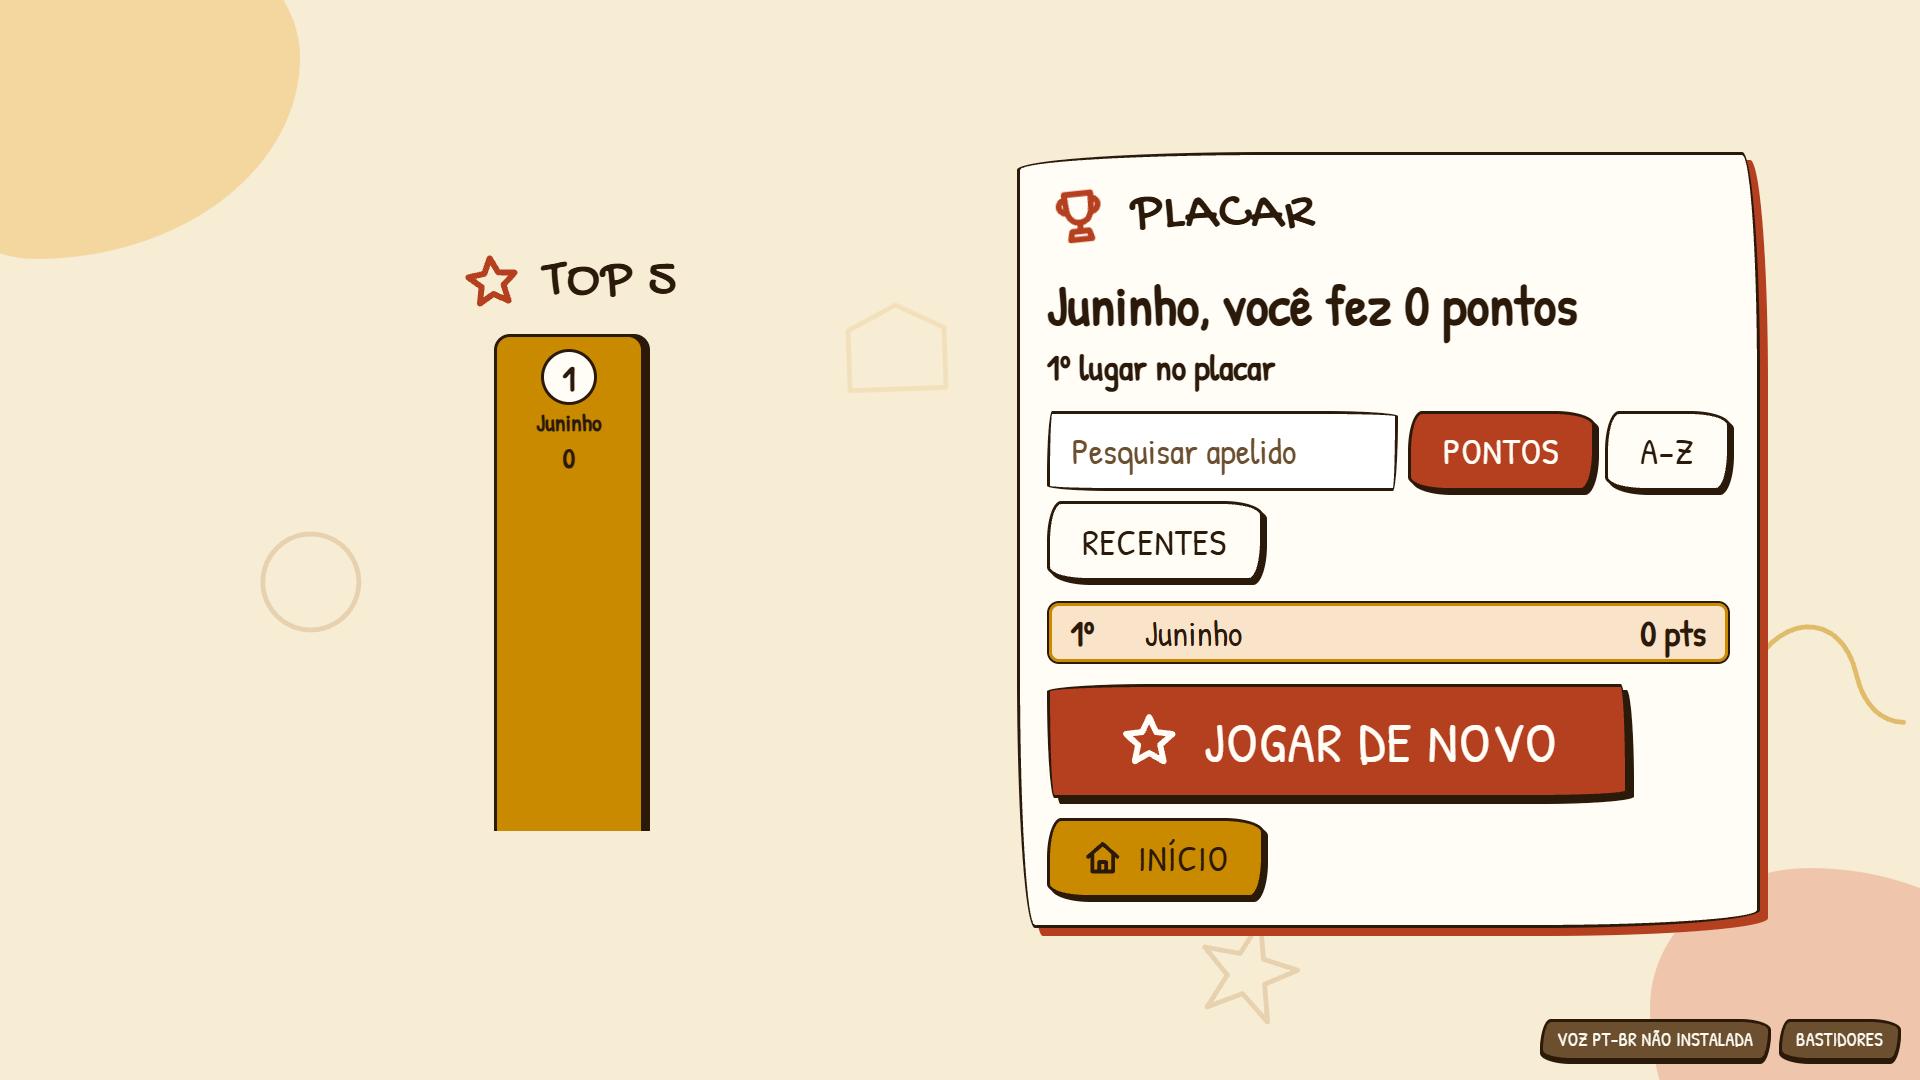 TOP 5
1
Juninho
0
PLACAR
Juninho, você fez 0 pontos
1º lugar no placar
Pesquisar apelido
PONTOS
A-Z
RECENTES
1º Juninho 0 pts
JOGAR DE NOVO
INÍCIO
VOZ PT-BR NÃO INSTALADA
BASTIDORES